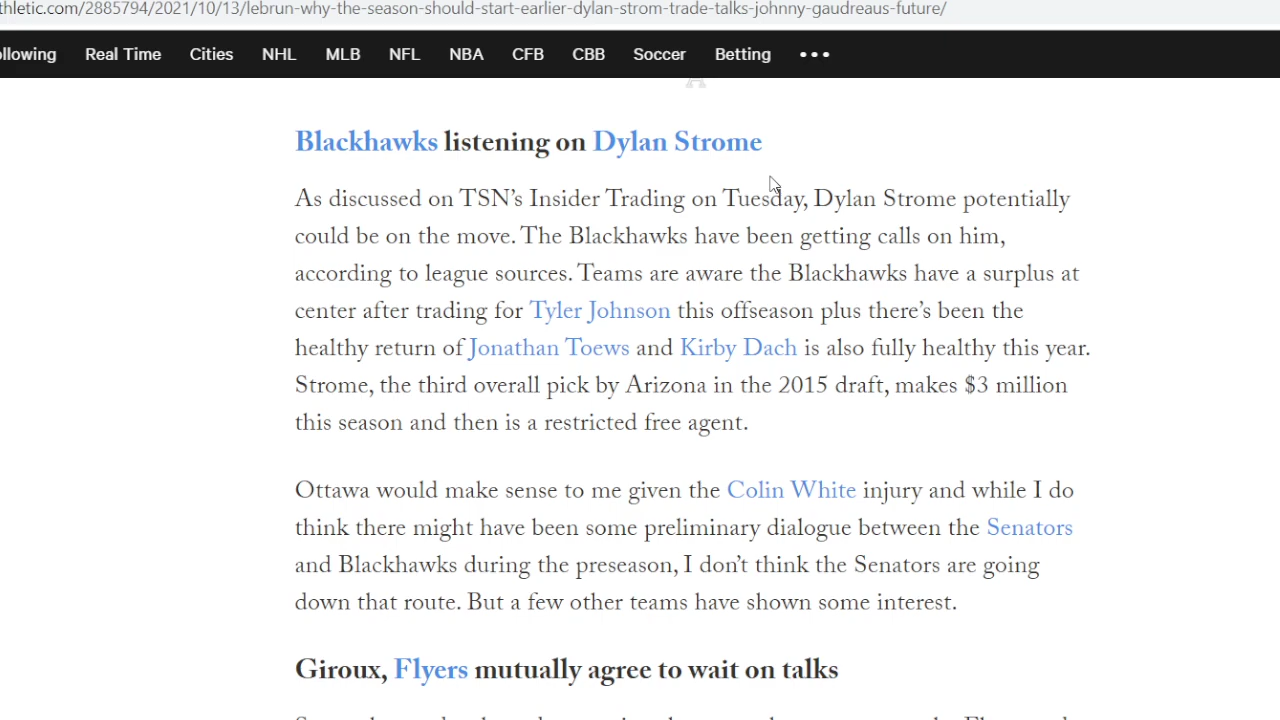 thletic.com/2885794/2021/10/13/lebrun-why-the-season-should-start-earlier-dylan-strom-trade-talks-johnny-gaudreaus-future/
ollowing Real Time Cities NHL MLB NFL NBA CFB CBB Soccer Betting •••
Blackhawks listening on Dylan Strome
As discussed on TSN’s Insider Trading on Tuesday, Dylan Strome potentially
could be on the move. The Blackhawks have been getting calls on him,
according to league sources. Teams are aware the Blackhawks have a surplus at
center after trading for Tyler Johnson this offseason plus there’s been the
healthy return of Jonathan Toews and Kirby Dach is also fully healthy this year.
Strome, the third overall pick by Arizona in the 2015 draft, makes $3 million
this season and then is a restricted free agent.
Ottawa would make sense to me given the Colin White injury and while I do
think there might have been some preliminary dialogue between the Senators
and Blackhawks during the preseason, I don’t think the Senators are going
down that route. But a few other teams have shown some interest.
Giroux, Flyers mutually agree to wait on talks